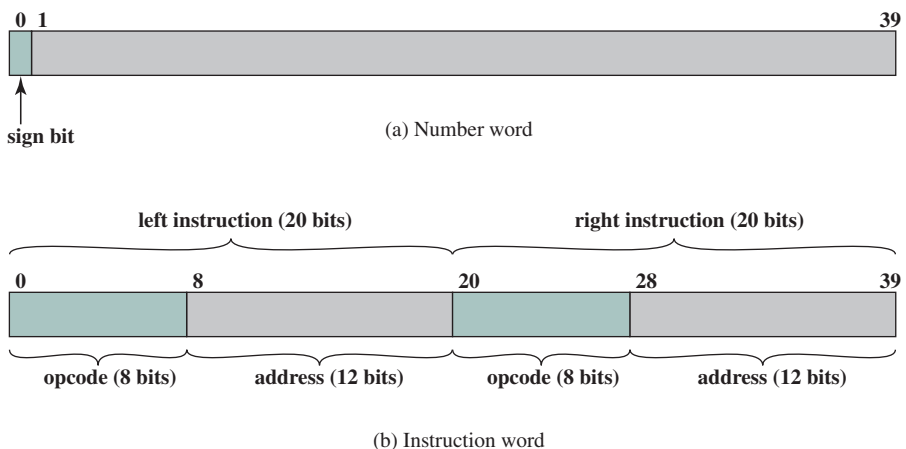 0 1 39
sign bit
(a) Number word
left instruction (20 bits) right instruction (20 bits)
0 8 20 28 39
opcode (8 bits) address (12 bits) opcode (8 bits) address (12 bits)
(b) Instruction word